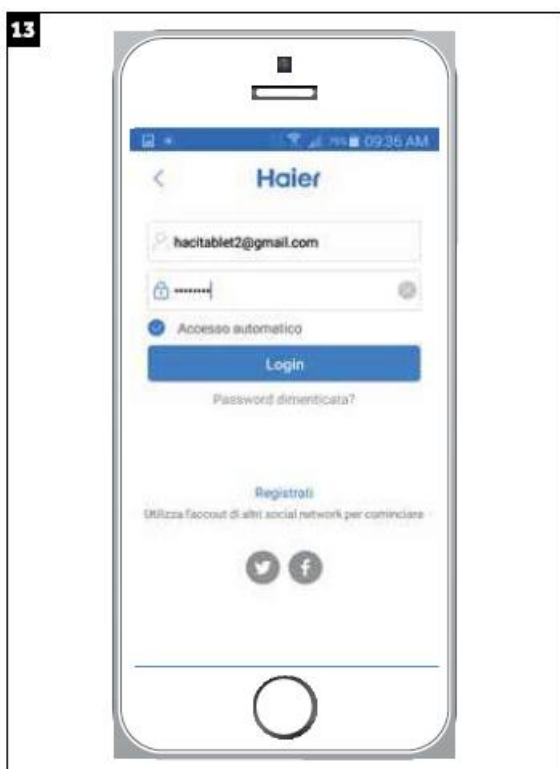 13
75% 09:36 AM
Haier
hacitablet2@gmail.com
••••••••
Accesso automatico
Login
Password dimenticata?
Registrati
Utilizza l'accout di altri social network per cominciare